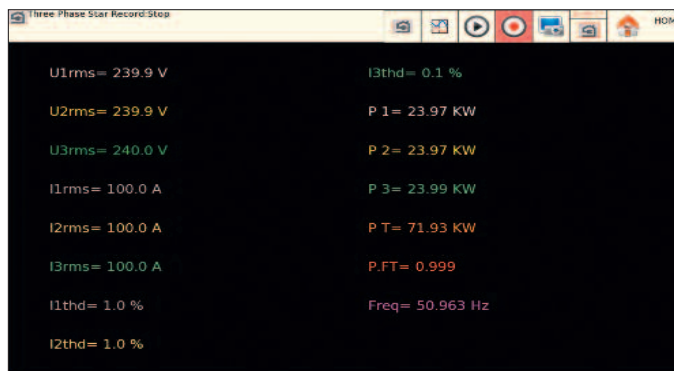 Three Phase Star Record:Stop
HOM
U1rms= 239.9 V
U2rms= 239.9 V
U3rms= 240.0 V
I1rms= 100.0 A
I2rms= 100.0 A
I3rms= 100.0 A
I1thd= 1.0 %
I2thd= 1.0 %
I3thd= 0.1 %
P 1= 23.97 KW
P 2= 23.97 KW
P 3= 23.99 KW
P T= 71.93 KW
P.FT= 0.999
Freq= 50.963 Hz